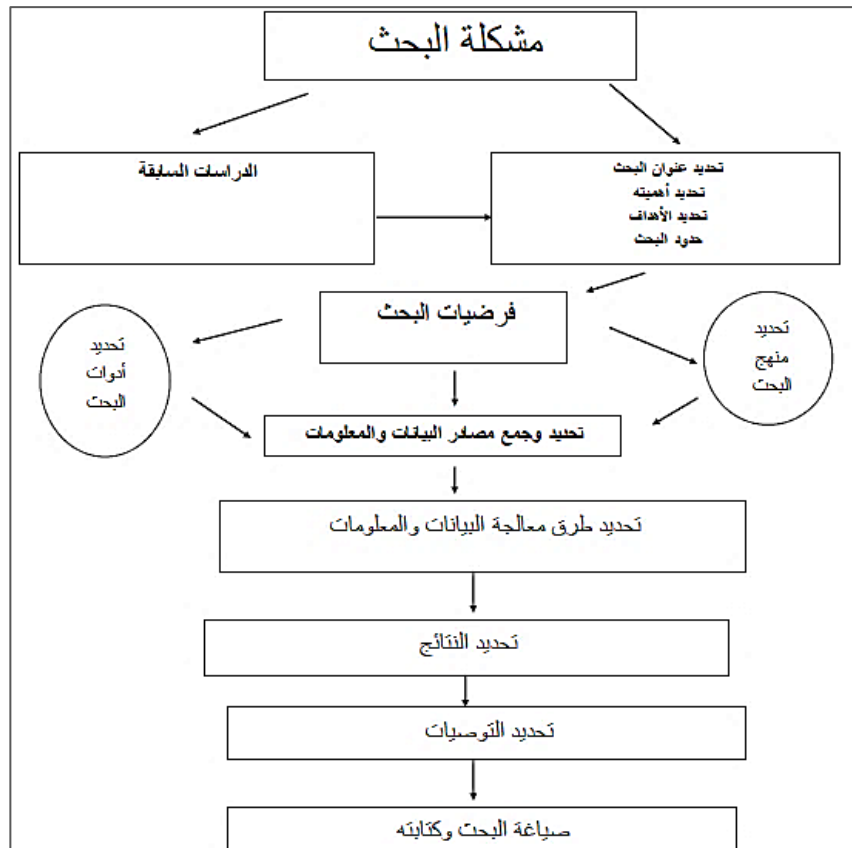 مشكلة البحث
الدراسات السابقة
تحديد عنوان البحث
تحديد أهميته
تحديد الأهداف
حدود البحث
فرضيات البحث
تحديد
منهج
البحث
تحديد
أدوات
البحث
تحديد وجمع مصادر البيانات والمعلومات
تحديد طرق معالجة البيانات والمعلومات
تحديد النتائج
تحديد التوصيات
صياغة البحث وكتابته